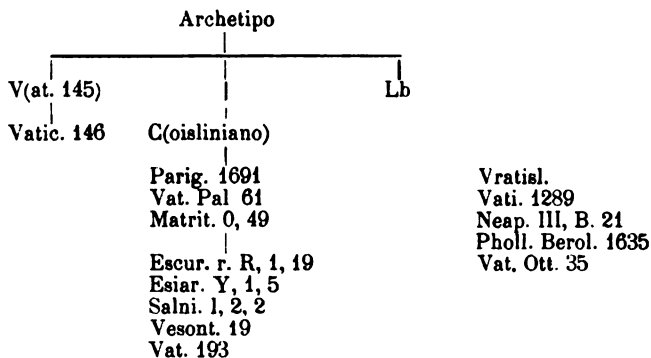 Archetipo
V(at. 145) Lb
Vatic. 146 C(oisliniano)
Parig. 1691 Vratisl.
Vat. Pal 61 Vati. 1289
Matrit. 0, 49 Neap. III, B. 21
Pholl. Berol. 1635
Escur. r. R, 1, 19 Vat. Ott. 35
Esiar. Y, 1, 5
Salni. 1, 2, 2
Vesont. 19
Vat. 193